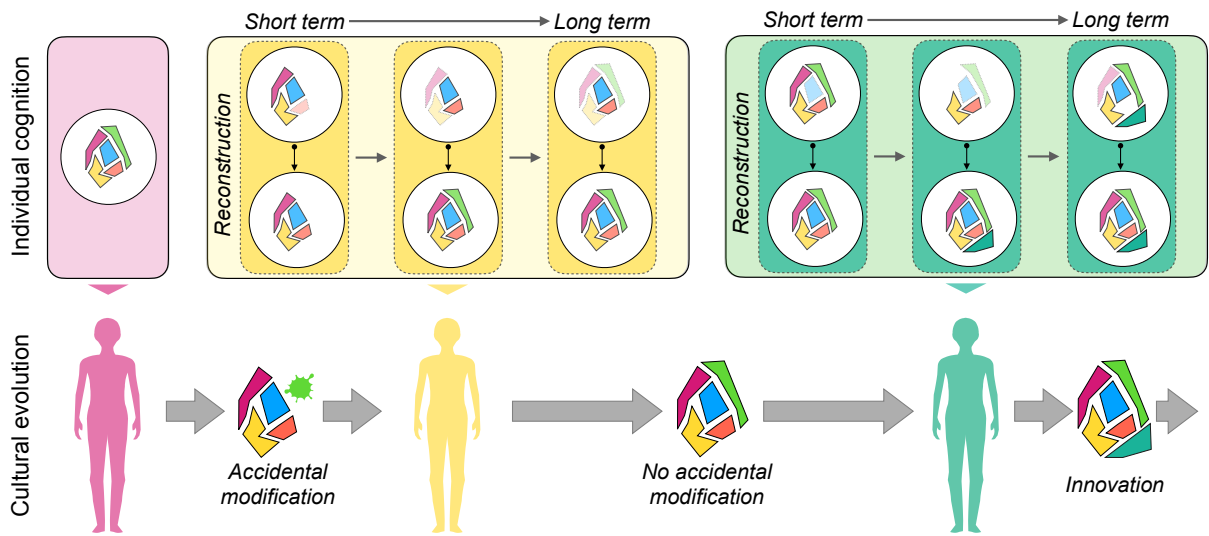 Short term
Long term
Short term
Long term
Individual cognition
Reconstruction
Reconstruction
Cultural evolution
Accidental
modification
No accidental
modification
Innovation